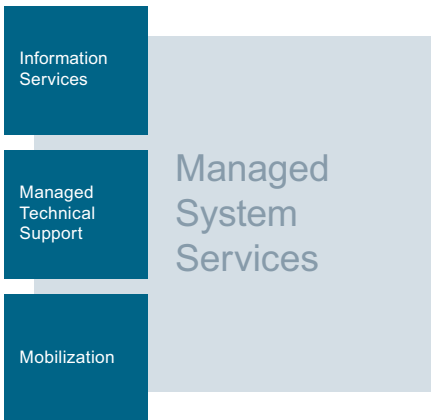 Information
Services
Managed
Technical
Support
Mobilization
Managed
System
Services